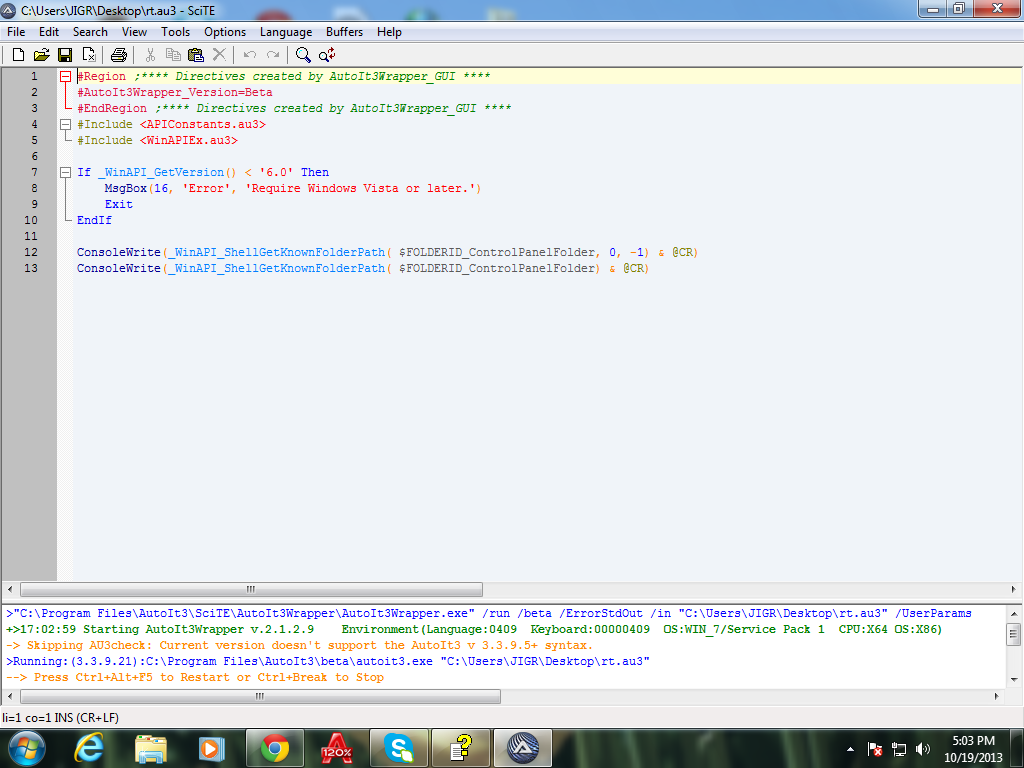 C:\Users\JIGR\Desktop\rt.au3 - SciTE
File Edit Search View Tools Options Language Buffers Help
1 #Region ;**** Directives created by AutoIt3Wrapper_GUI ****
2 #AutoIt3Wrapper_Version=Beta
3 #EndRegion ;**** Directives created by AutoIt3Wrapper_GUI ****
4 #Include <APIConstants.au3>
5 #Include <WinAPIEx.au3>
6
7 If _WinAPI_GetVersion() < '6.0' Then
8 MsgBox(16, 'Error', 'Require Windows Vista or later.')
9 Exit
10 EndIf
11
12 ConsoleWrite(_WinAPI_ShellGetKnownFolderPath( $FOLDERID_ControlPanelFolder, 0, -1) & @CR)
13 ConsoleWrite(_WinAPI_ShellGetKnownFolderPath( $FOLDERID_ControlPanelFolder) & @CR)
>"C:\Program Files\AutoIt3\SciTE\AutoIt3Wrapper\AutoIt3Wrapper.exe" /run /beta /ErrorStdOut /in "C:\Users\JIGR\Desktop\rt.au3" /UserParams
+>17:02:59 Starting AutoIt3Wrapper v.2.1.2.9 Environment(Language:0409 Keyboard:00000409 OS:WIN_7/Service Pack 1 CPU:X64 OS:X86)
-> Skipping AU3check: Current version doesn't support the AutoIt3 v 3.3.9.5+ syntax.
>Running:(3.3.9.21):C:\Program Files\AutoIt3\beta\autoit3.exe "C:\Users\JIGR\Desktop\rt.au3"
--> Press Ctrl+Alt+F5 to Restart or Ctrl+Break to Stop
li=1 co=1 INS (CR+LF)
120%
5:03 PM
10/19/2013